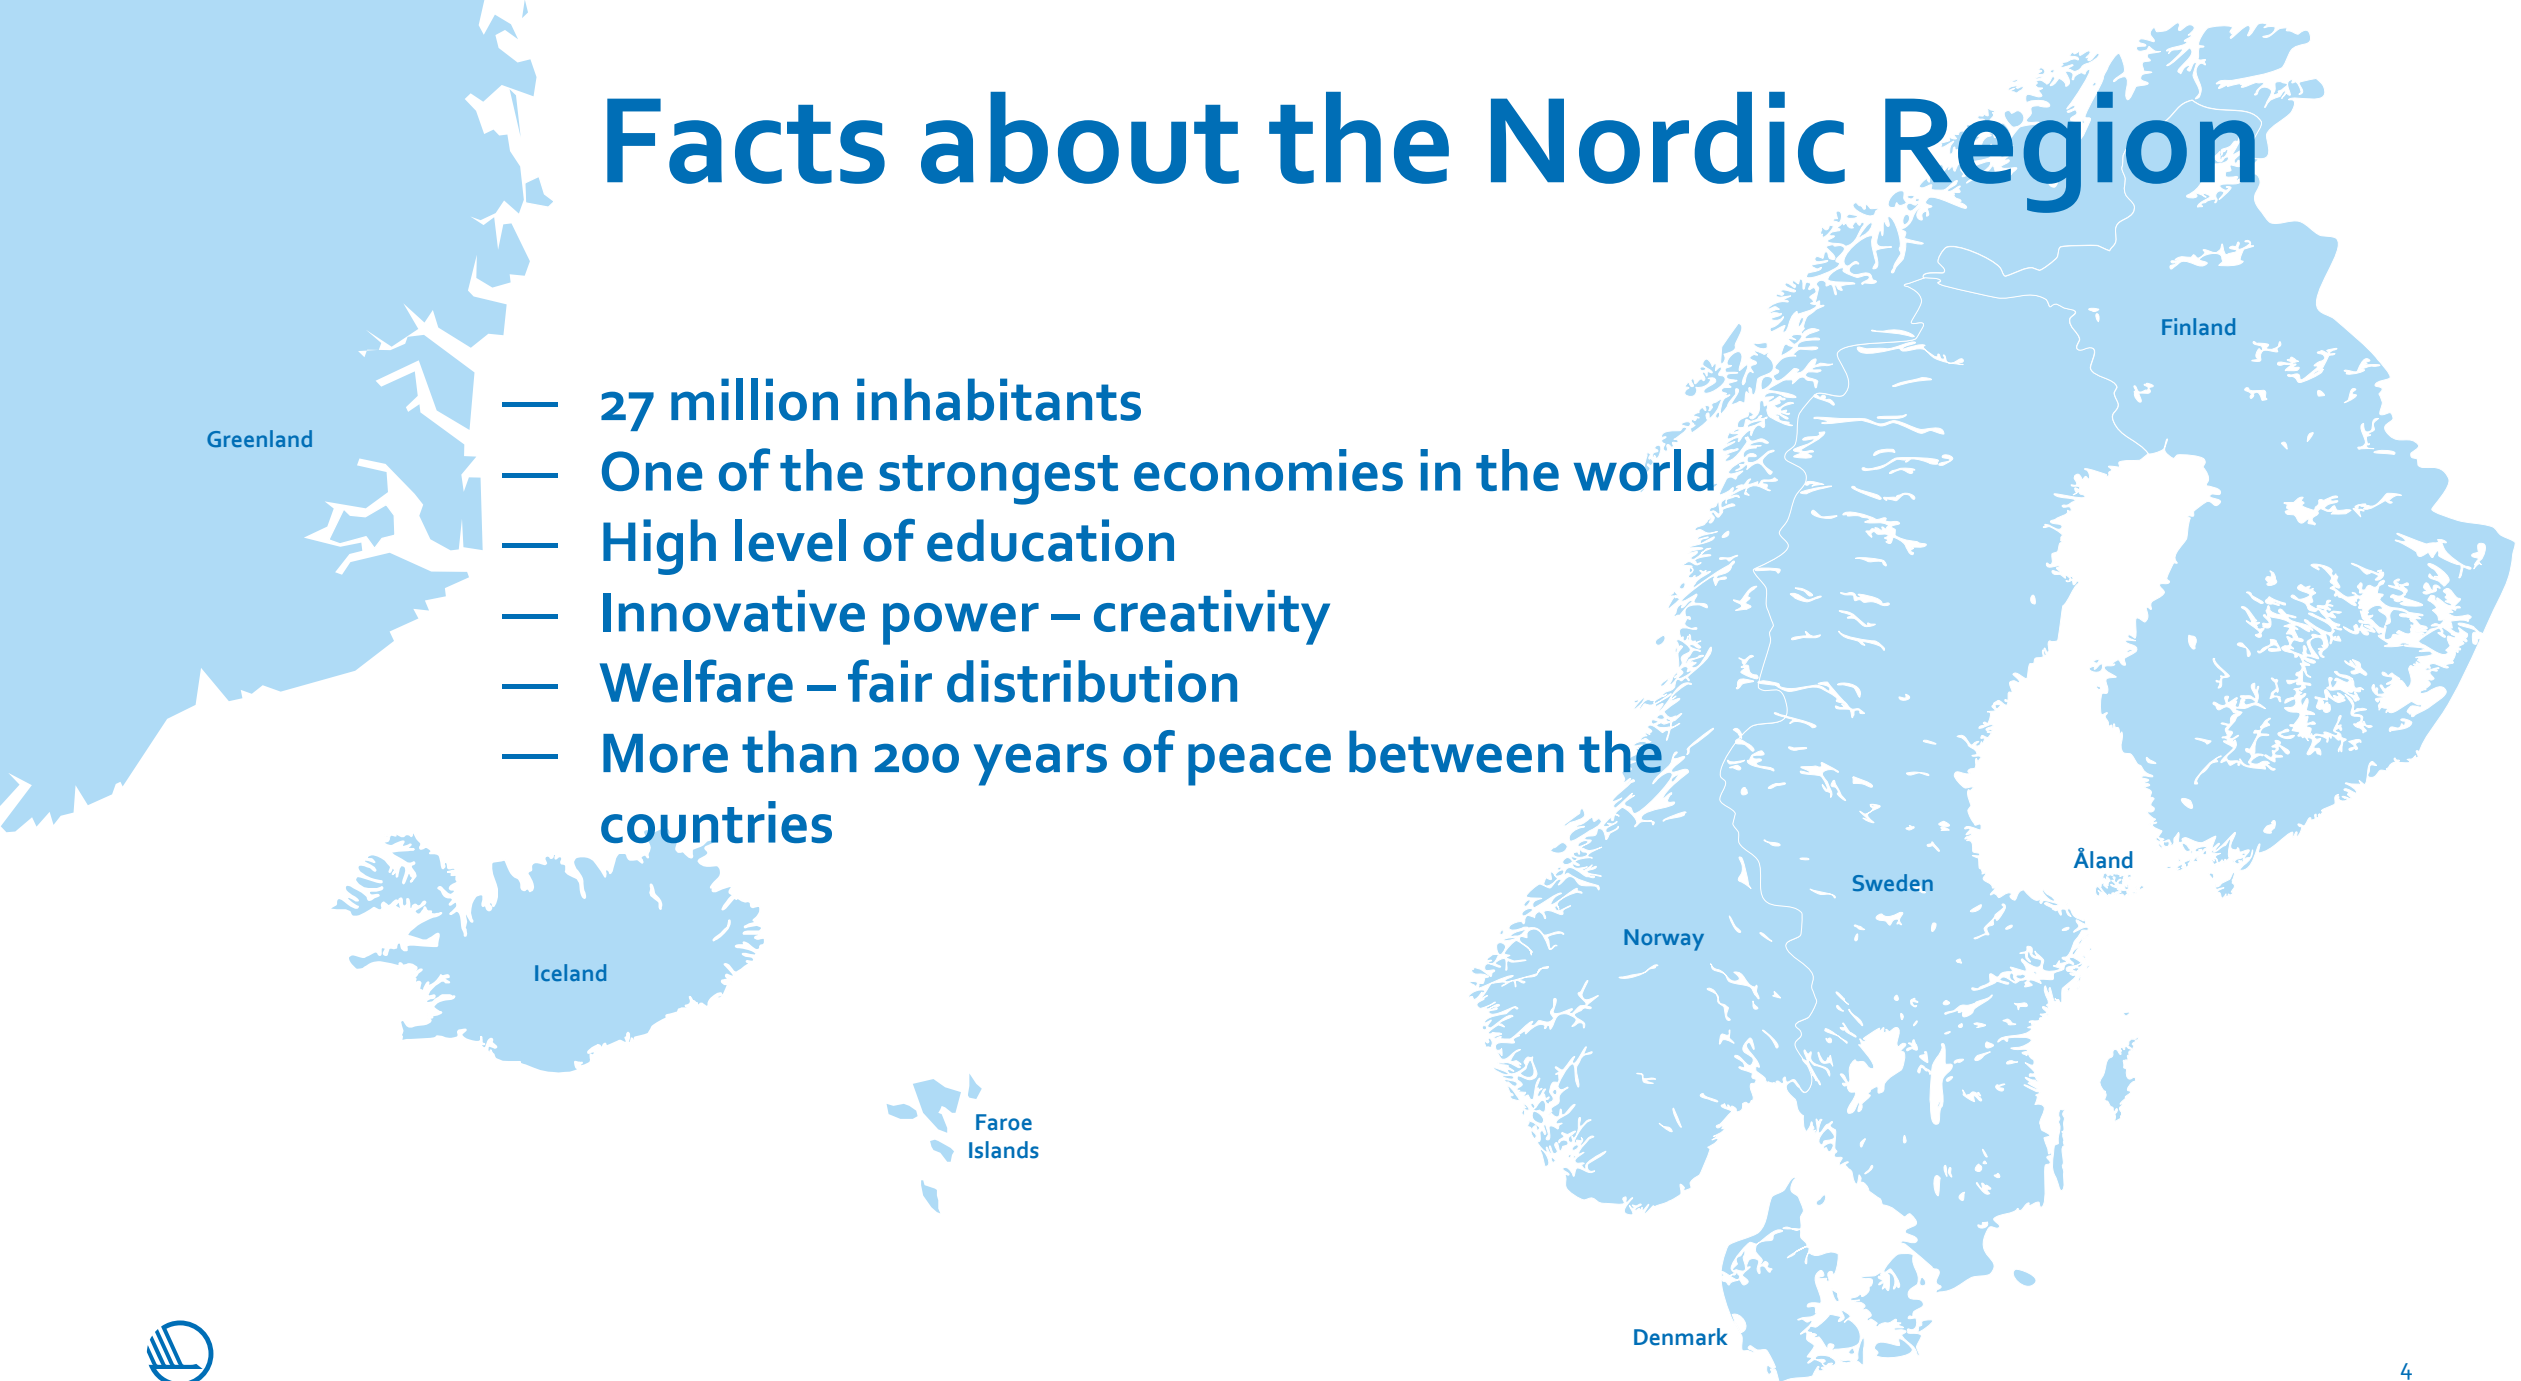 Facts about the Nordic Region
— 27 million inhabitants
— One of the strongest economies in the world
— High level of education
— Innovative power – creativity
— Welfare – fair distribution
— More than 200 years of peace between the
countries
Greenland
Finland
Åland
Sweden
Norway
Iceland
Faroe
Islands
Denmark
4